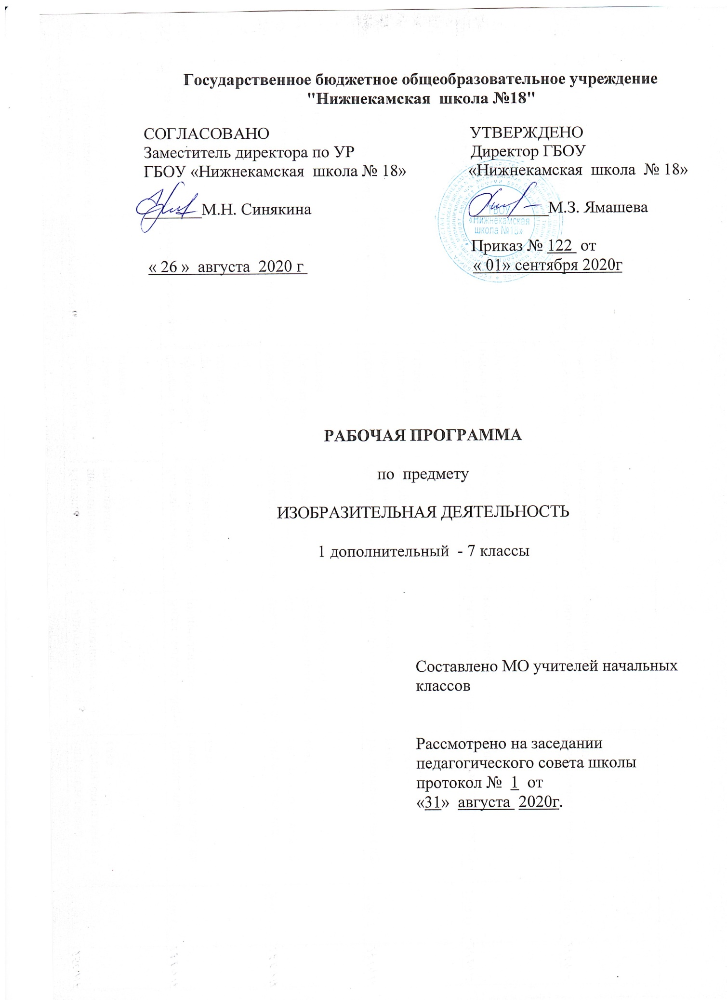 Государственное бюджетное общеобразовательное учреждение
"Нижнекамская школа №18"
СОГЛАСОВАНО
Заместитель директора по УР
ГБОУ «Нижнекамская школа № 18»
М.Н. Синякина
« 26 » августа 2020 г
УТВЕРЖДЕНО
Директор ГБОУ
«Нижнекамская школа № 18»
М.З. Ямашева
ГБОУ
«Нижнекамская
школа №18»
Приказ № 122 от
« 01» сентября 2020г
РАБОЧАЯ ПРОГРАММА
по предмету
ИЗОБРАЗИТЕЛЬНАЯ ДЕЯТЕЛЬНОСТЬ
1 дополнительный - 7 классы
Составлено МО учителей начальных
классов
Рассмотрено на заседании
педагогического совета школы
протокол № 1 от
«31» августа 2020г.